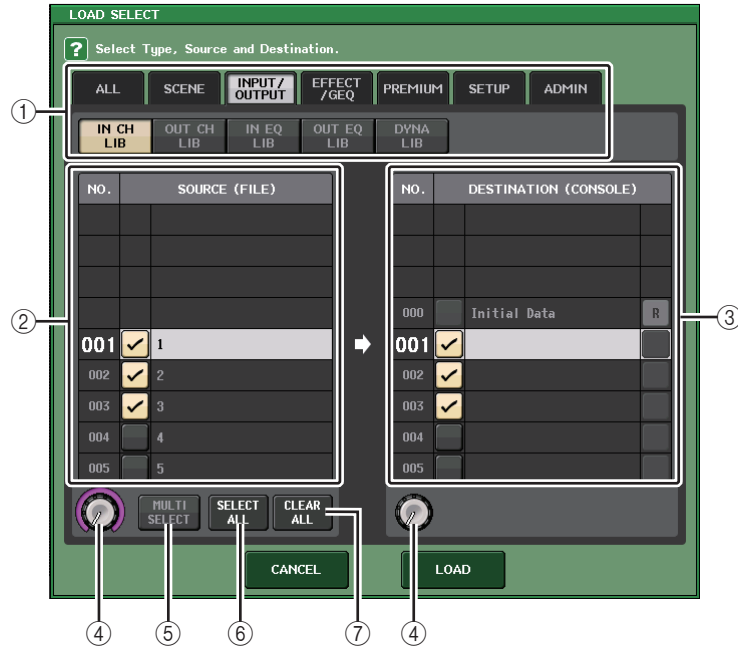 LOAD SELECT
? Select Type, Source and Destination.
ALL
SCENE
INPUT/
OUTPUT
EFFECT
/GEQ
PREMIUM
SETUP
ADMIN
①
IN CH
LIB
OUT CH
LIB
IN EQ
LIB
OUT EQ
LIB
DYNA
LIB
NO. SOURCE (FILE)
001 1
002 2
003 3
004 4
005 5
②
NO. DESTINATION (CONSOLE)
000 Initial Data R
001
002
003
004
005
③
MULTI
SELECT
SELECT
ALL
CLEAR
ALL
CANCEL
LOAD
④ ⑤ ⑥ ⑦ ④